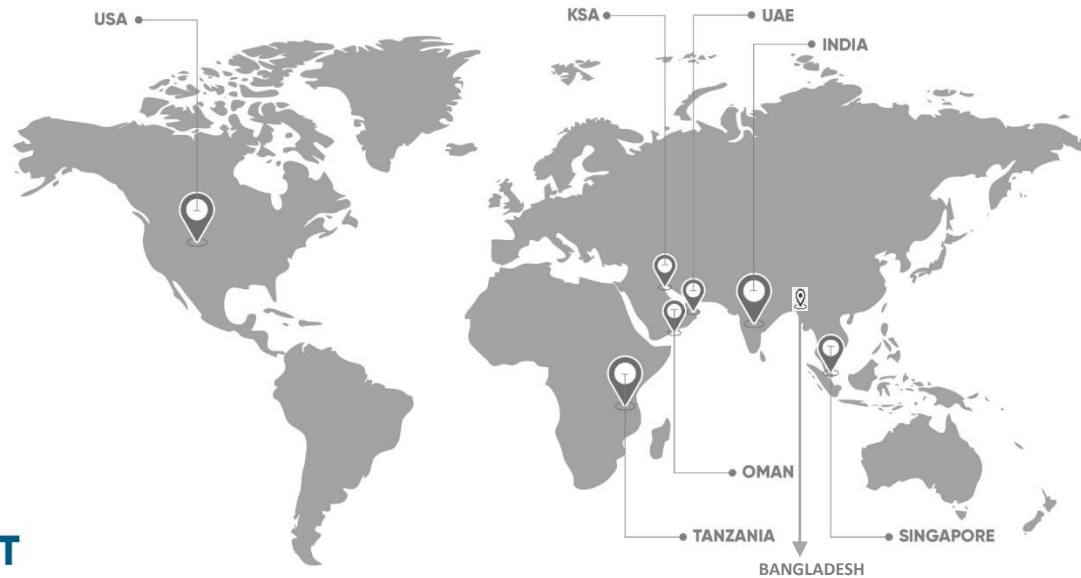 USA
KSA
UAE
INDIA
OMAN
TANZANIA
SINGAPORE
T
BANGLADESH